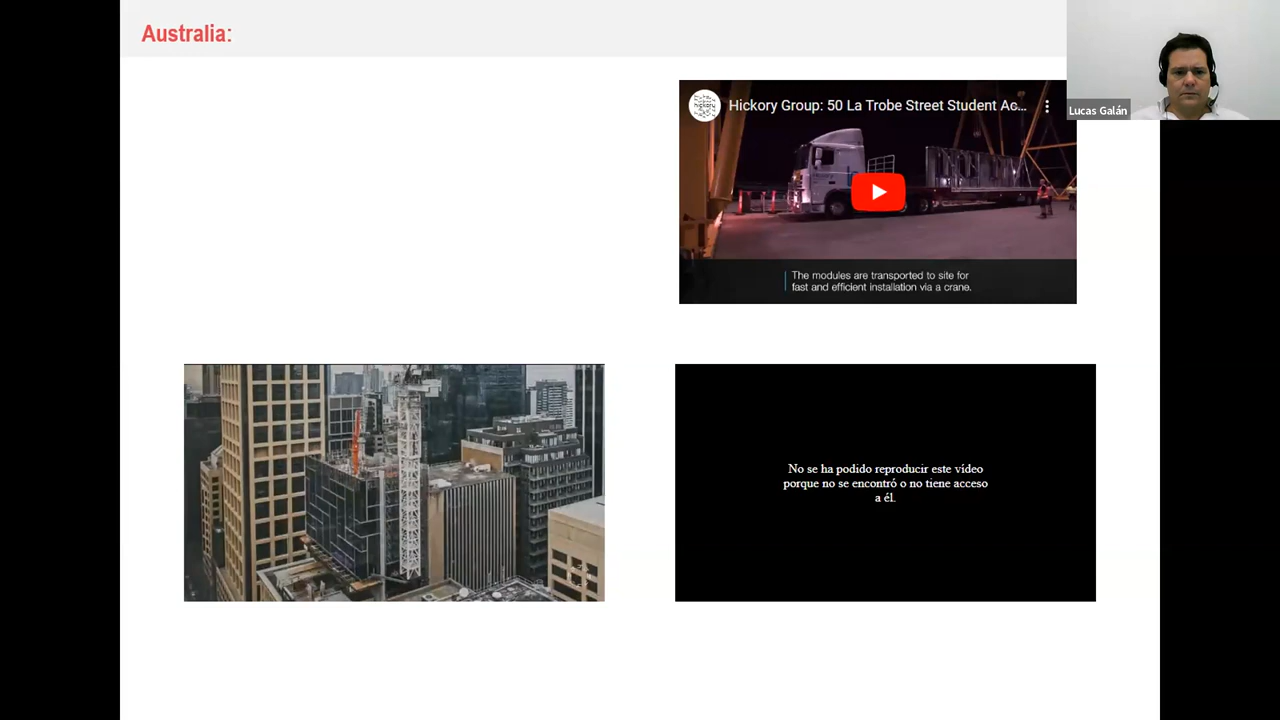 Australia:
hickory
Hickory Group: 50 La Trobe Street Student Ac...
Lucas Galán
The modules are transported to site for
fast and efficient installation via a crane.
No se ha podido reproducir este vídeo
porque no se encontró o no tiene acceso
a él.